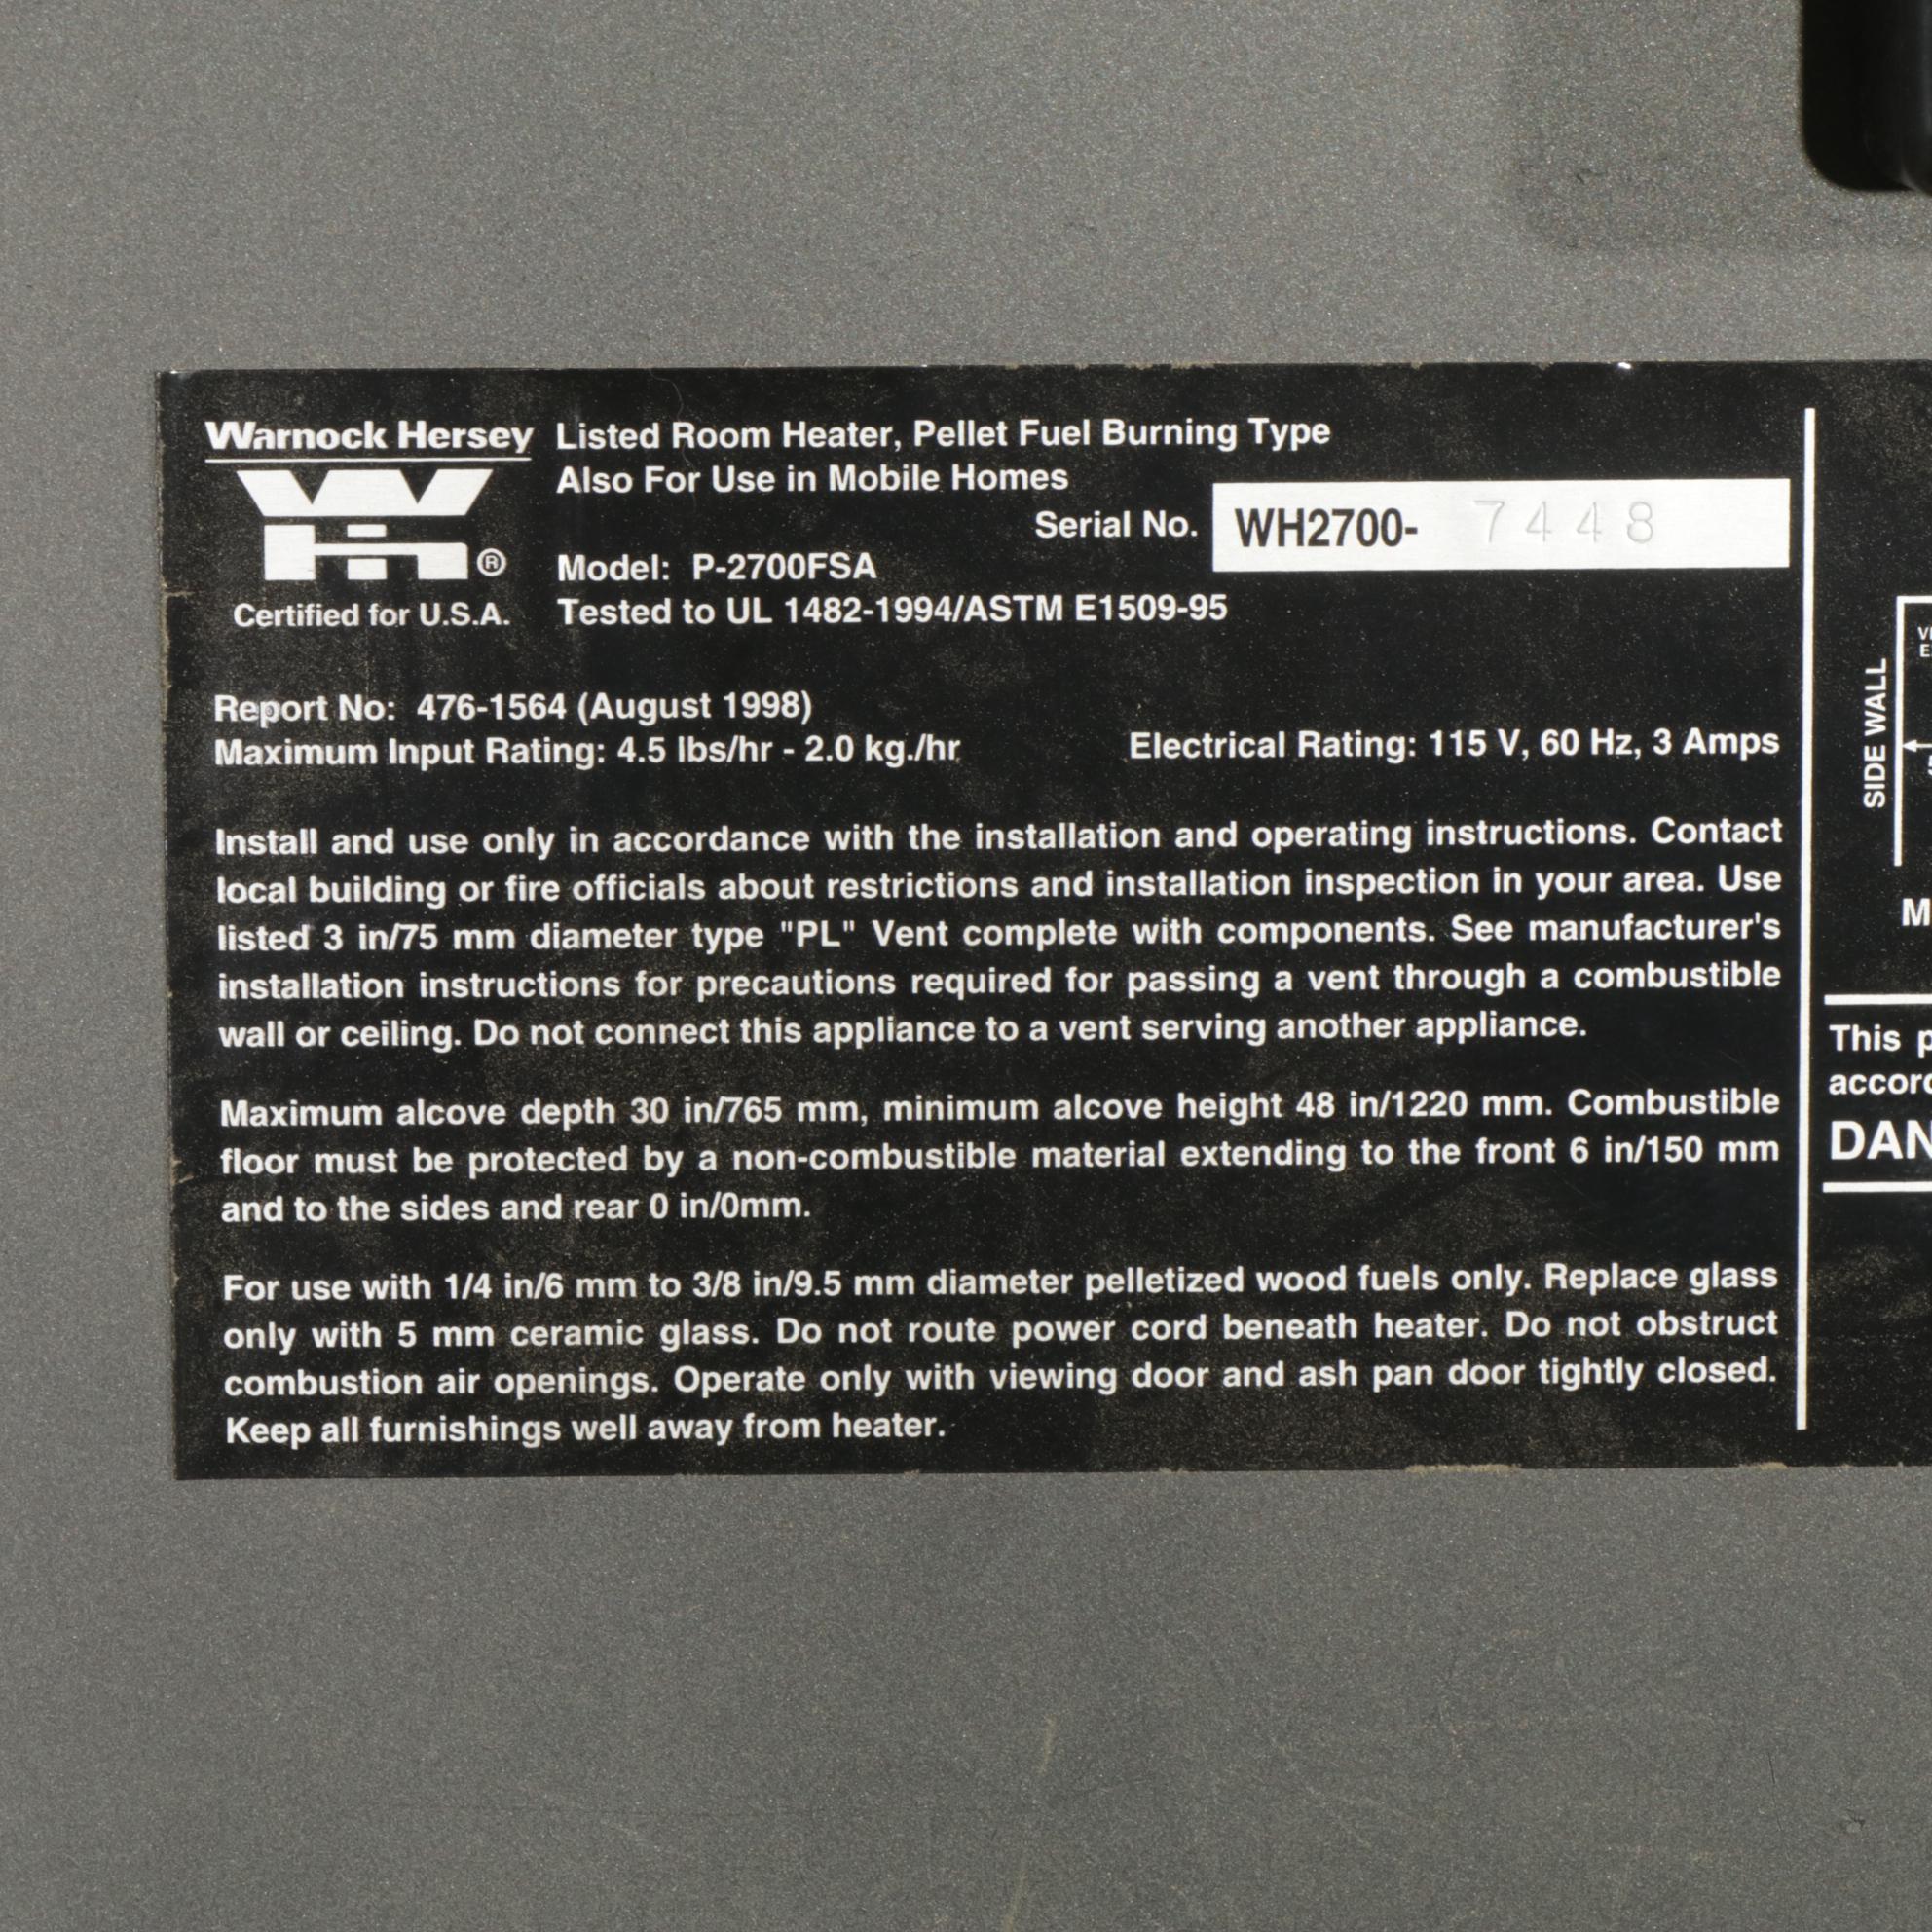 Warnock Hersey
®
Certified for U.S.A.
Listed Room Heater, Pellet Fuel Burning Type
Also For Use in Mobile Homes
Serial No. WH2700- 7448
Model: P-2700FSA
Tested to UL 1482-1994/ASTM E1509-95
Report No: 476-1564 (August 1998)
Maximum Input Rating: 4.5 lbs/hr - 2.0 kg./hr
Electrical Rating: 115 V, 60 Hz, 3 Amps
Install and use only in accordance with the installation and operating instructions. Contact
local building or fire officials about restrictions and installation inspection in your area. Use
listed 3 in/75 mm diameter type "PL" Vent complete with components. See manufacturer's
installation instructions for precautions required for passing a vent through a combustible
wall or ceiling. Do not connect this appliance to a vent serving another appliance.
Maximum alcove depth 30 in/765 mm, minimum alcove height 48 in/1220 mm. Combustible
floor must be protected by a non-combustible material extending to the front 6 in/150 mm
and to the sides and rear 0 in/0mm.
For use with 1/4 in/6 mm to 3/8 in/9.5 mm diameter pelletized wood fuels only. Replace glass
only with 5 mm ceramic glass. Do not route power cord beneath heater. Do not obstruct
combustion air openings. Operate only with viewing door and ash pan door tightly closed.
Keep all furnishings well away from heater.
SIDE WALL
This